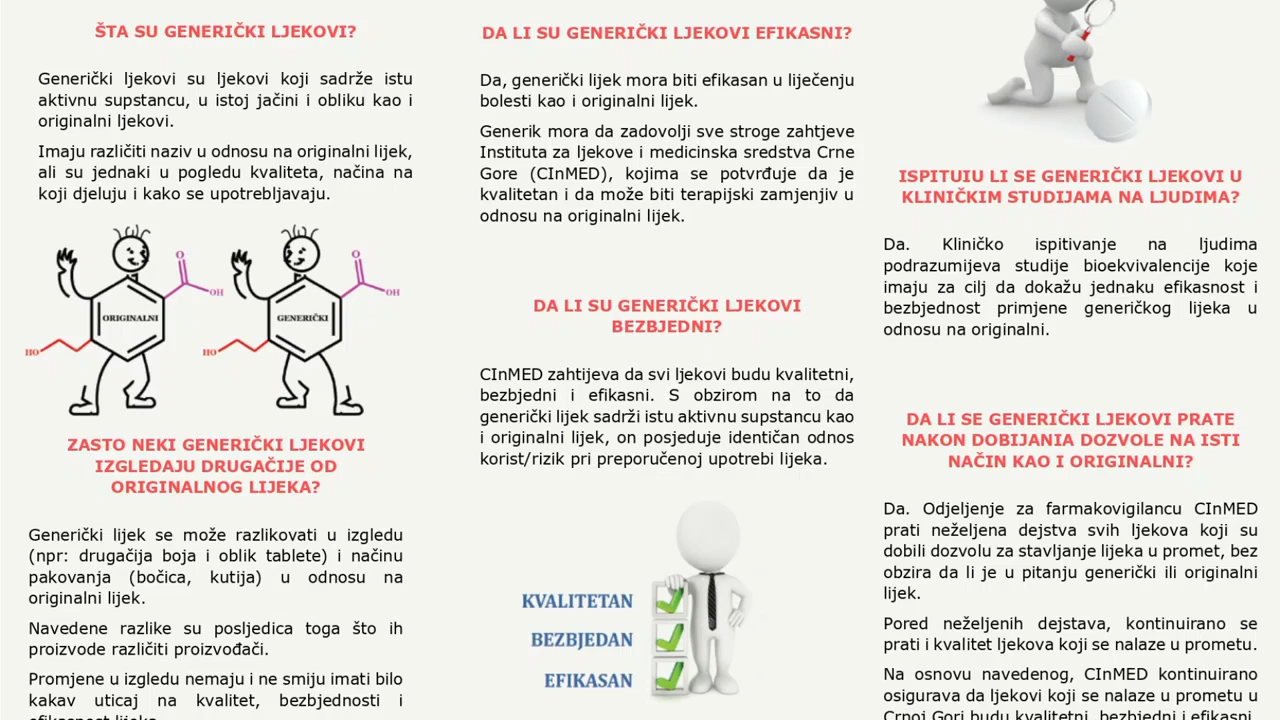 ŠTA SU GENERIČKI LJEKOVI?
Generički ljekovi su ljekovi koji sadrže istu
aktivnu supstancu, u istoj jačini i obliku kao i
originalni ljekovi.
Imaju različiti naziv u odnosu na originalni lijek,
ali su jednaki u pogledu kvaliteta, načina na
koji djeluju i kako se upotrebljavaju.
O
OH
ORIGINALNI
HO
O
OH
GENERIČKI
HO
ZASTO NEKI GENERIČKI LJEKOVI
IZGLEDAJU DRUGAČIJE OD
ORIGINALNOG LIJEKA?
Generički lijek se može razlikovati u izgledu
(npr: drugačija boja i oblik tablete) i načinu
pakovanja (bočica, kutija) u odnosu na
originalni lijek.
Navedene razlike su posljedica toga što ih
proizvode različiti proizvođači.
Promjene u izgledu nemaju i ne smiju imati bilo
kakav uticaj na kvalitet, bezbjednosti i
efikasnost lijeka.
DA LI SU GENERIČKI LJEKOVI EFIKASNI?
Da, generički lijek mora biti efikasan u liječenju
bolesti kao i originalni lijek.
Generik mora da zadovolji sve stroge zahtjeve
Instituta za ljekove i medicinska sredstva Crne
Gore (CInMED), kojima se potvrđuje da je
kvalitetan i da može biti terapijski zamjenjiv u
odnosu na originalni lijek.
DA LI SU GENERIČKI LJEKOVI
BEZBJEDNI?
CInMED zahtijeva da svi ljekovi budu kvalitetni,
bezbjedni i efikasni. S obzirom na to da
generički lijek sadrži istu aktivnu supstancu kao
i originalni lijek, on posjeduje identičan odnos
korist/rizik pri preporučenoj upotrebi lijeka.
KVALITETAN
BEZBJEDAN
EFIKASAN
ISPITUIU LI SE GENERIČKI LJEKOVI U
KLINIČKIM STUDIJAMA NA LJUDIMA?
Da. Kliničko ispitivanje na ljudima
podrazumijeva studije bioekvivalencije koje
imaju za cilj da dokažu jednaku efikasnost i
bezbjednost primjene generičkog lijeka u
odnosu na originalni.
DA LI SE GENERIČKI LJEKOVI PRATE
NAKON DOBIJANIA DOZVOLE NA ISTI
NAČIN KAO I ORIGINALNI?
Da. Odjeljenje za farmakovigilancu CInMED
prati neželjena dejstva svih ljekova koji su
dobili dozvolu za stavljanje lijeka u promet, bez
obzira da li je u pitanju generički ili originalni
lijek.
Pored neželjenih dejstava, kontinuirano se
prati i kvalitet ljekova koji se nalaze u prometu.
Na osnovu navedenog, CInMED kontinuirano
osigurava da ljekovi koji se nalaze u prometu u
Crnoj Gori budu kvalitetni, bezbjedni i efikasni.